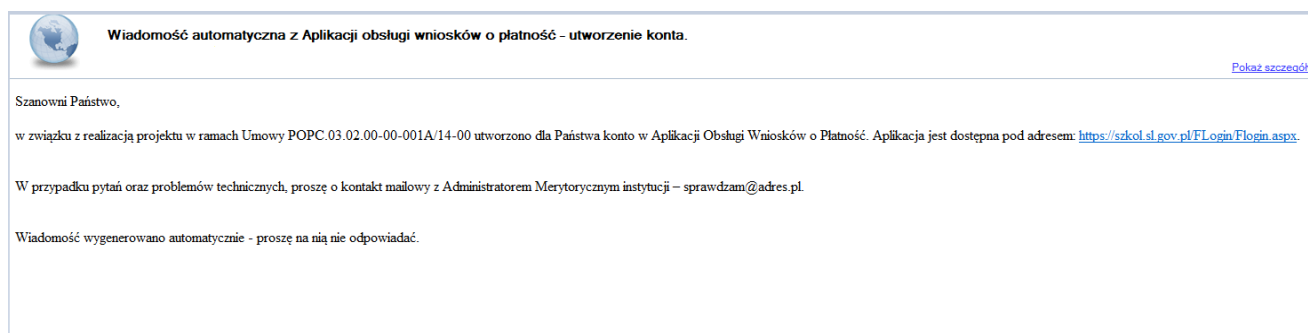 Wiadomość automatyczna z Aplikacji obsługi wniosków o płatność - utworzenie konta.
Pokaż szczegół
Szanowni Państwo,
w związku z realizacją projektu w ramach Umowy POPC.03.02.00-00-001A/14-00 utworzono dla Państwa konto w Aplikacji Obsługi Wniosków o Płatność. Aplikacja jest dostępna pod adresem: https://szkol.sl.gov.pl/FLogin/Flogin.aspx.
W przypadku pytań oraz problemów technicznych, proszę o kontakt mailowy z Administratorem Merytorycznym instytucji – sprawdzam@adres.pl.
Wiadomość wygenerowano automatycznie - proszę na nią nie odpowiadać.